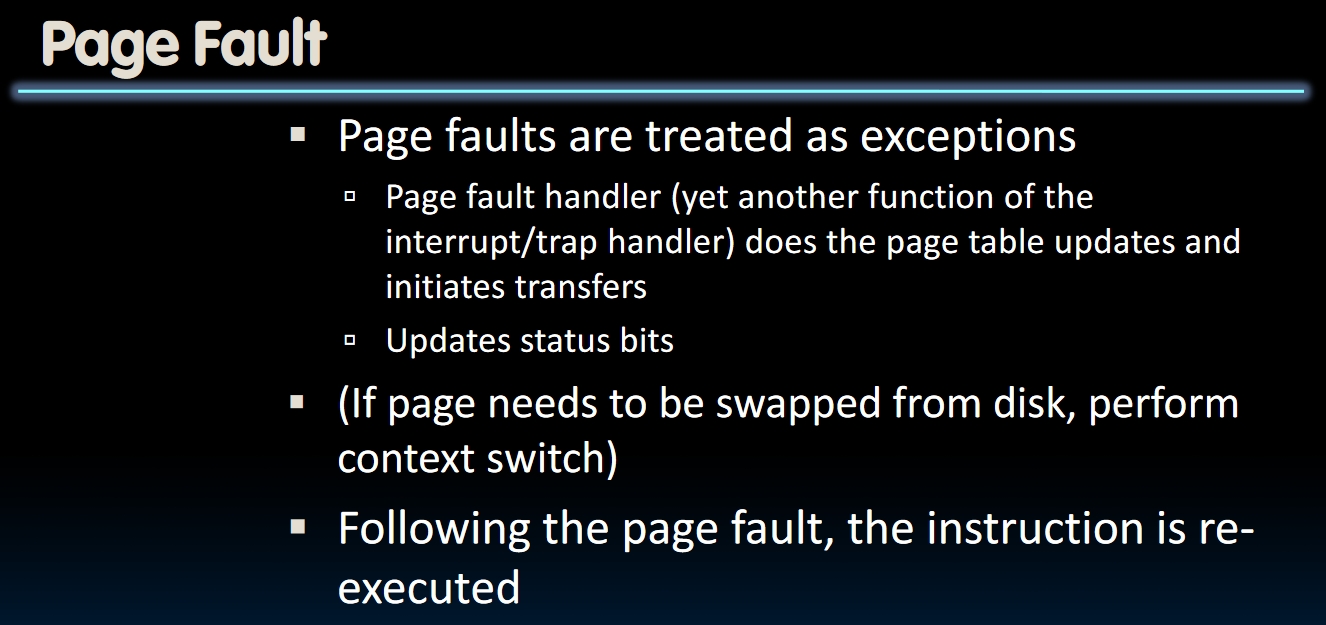 Page Fault
▪ Page faults are treated as exceptions
▫ Page fault handler (yet another function of the
interrupt/trap handler) does the page table updates and
initiates transfers
▫ Updates status bits
▪ (If page needs to be swapped from disk, perform
context switch)
▪ Following the page fault, the instruction is re-
executed